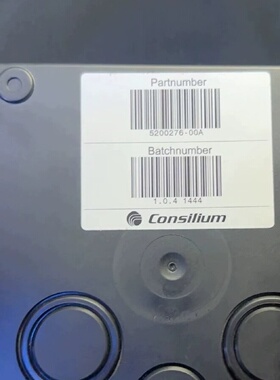 Partnumber
5200276-00A
Batchnumber
1.0.4 1444
Consilium